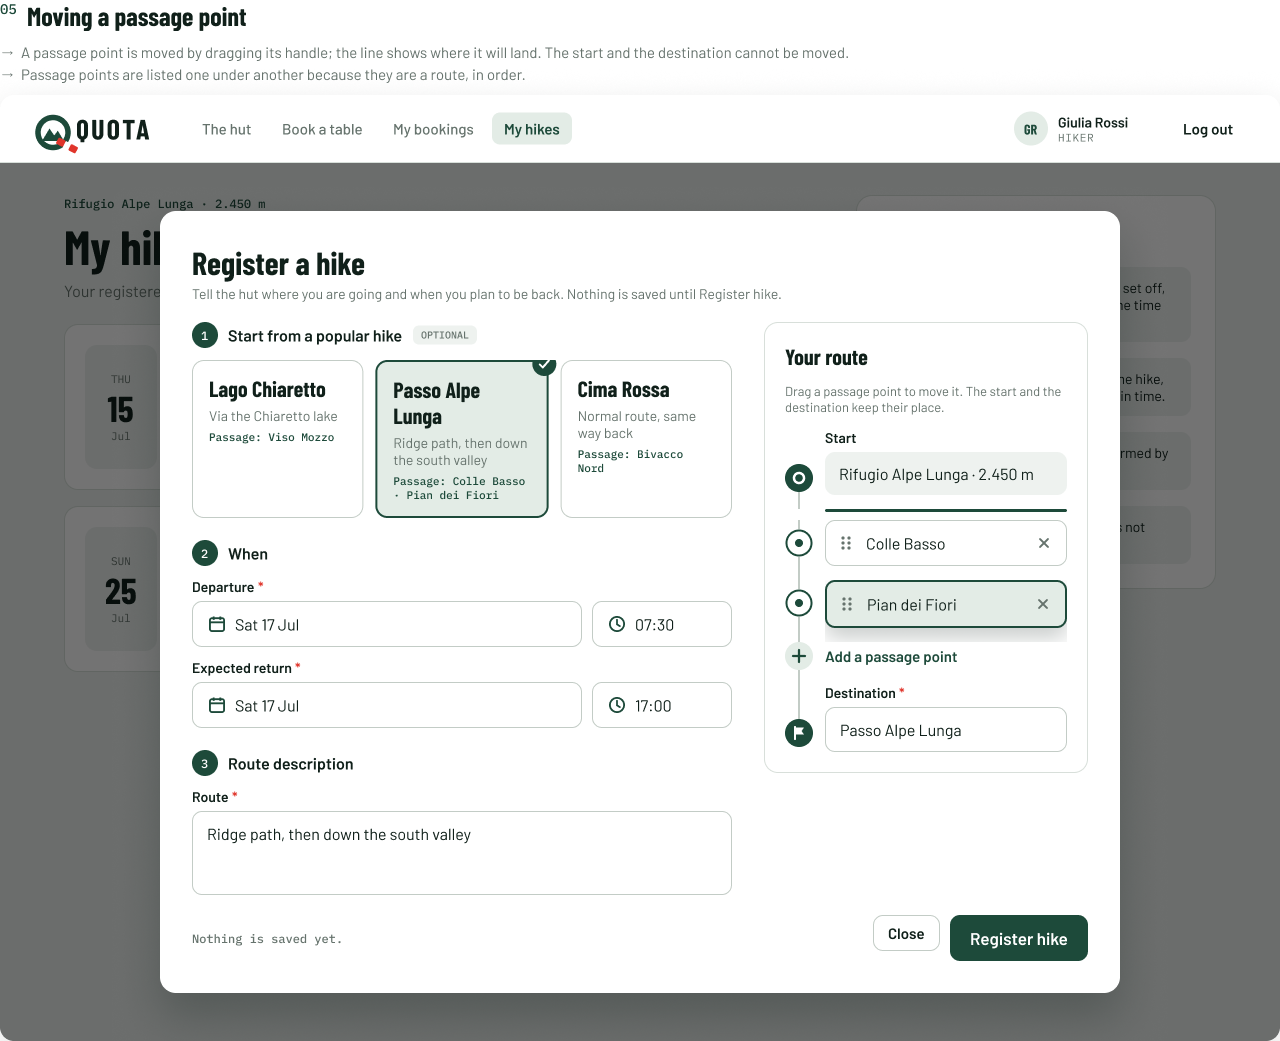 05 Moving a passage point
→ A passage point is moved by dragging its handle; the line shows where it will land. The start and the destination cannot be moved.
→ Passage points are listed one under another because they are a route, in order.
QUOTA
The hut
Book a table
My bookings
My hikes
GR
Giulia Rossi
HIKER
Log out
Rifugio Alpe Lunga · 2.450 m
My hi
Your registere
THU
15
Jul
SUN
25
Jul
set off,
e time
e hike,
in time.
rmed by
s not
Register a hike
Tell the hut where you are going and when you plan to be back. Nothing is saved until Register hike.
1 Start from a popular hike OPTIONAL
Lago Chiaretto
Via the Chiaretto lake
Passage: Viso Mozzo
Passo Alpe
Lunga
Ridge path, then down
the south valley
Passage: Colle Basso
· Pian dei Fiori
Cima Rossa
Normal route, same
way back
Passage: Bivacco
Nord
2 When
Departure *
Sat 17 Jul
07:30
Expected return *
Sat 17 Jul
17:00
3 Route description
Route *
Ridge path, then down the south valley
Your route
Drag a passage point to move it. The start and the
destination keep their place.
Start
Rifugio Alpe Lunga · 2.450 m
Colle Basso
Pian dei Fiori
Add a passage point
Destination *
Passo Alpe Lunga
Nothing is saved yet.
Close
Register hike